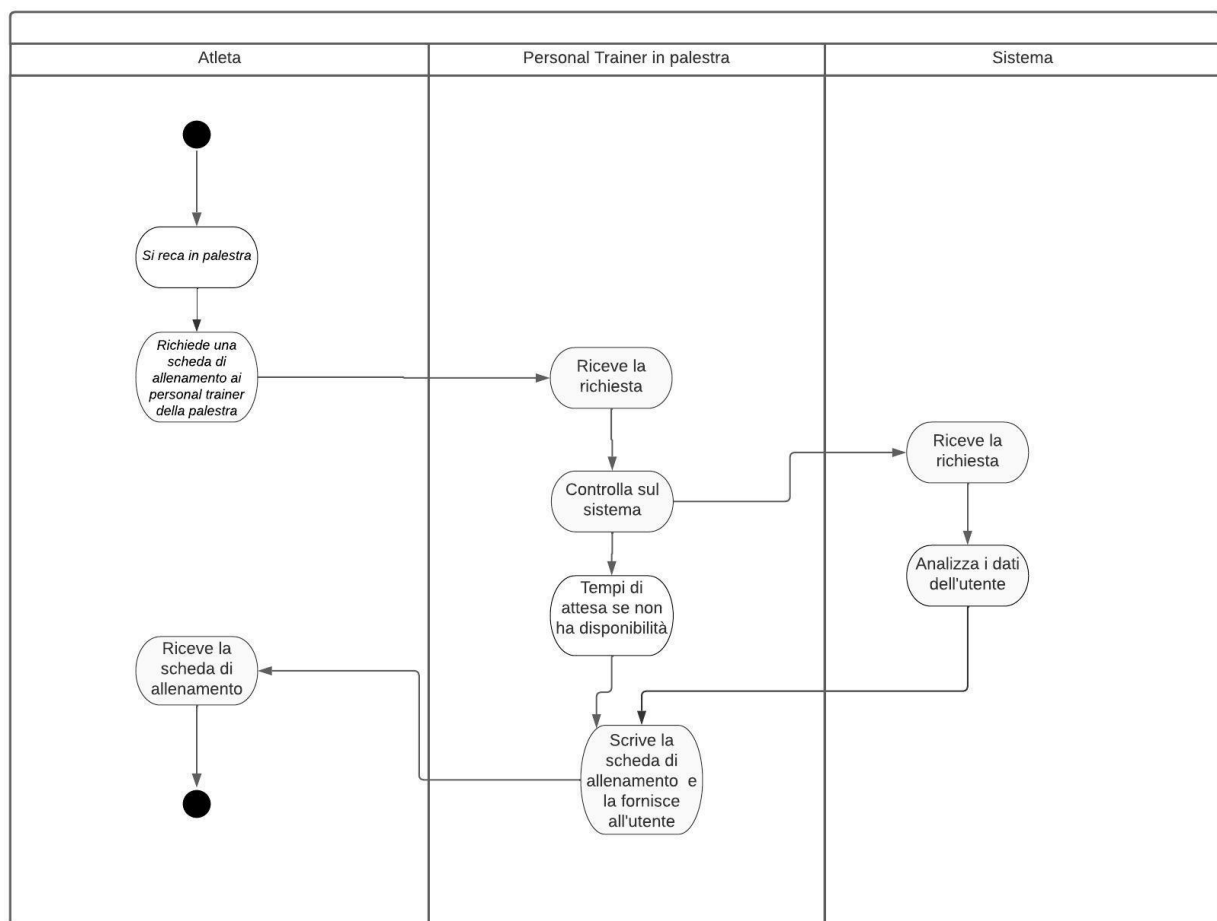 Atleta
Personal Trainer in palestra
Sistema
Si reca in palestra
Richiede una
scheda di
allenamento ai
personal trainer
della palestra
Riceve la
richiesta
Riceve la
richiesta
Controlla sul
sistema
Analizza i dati
dell'utente
Tempi di
attesa se non
ha disponibilità
Riceve la
scheda di
allenamento
Scrive la
scheda di
allenamento e
la fornisce
all'utente